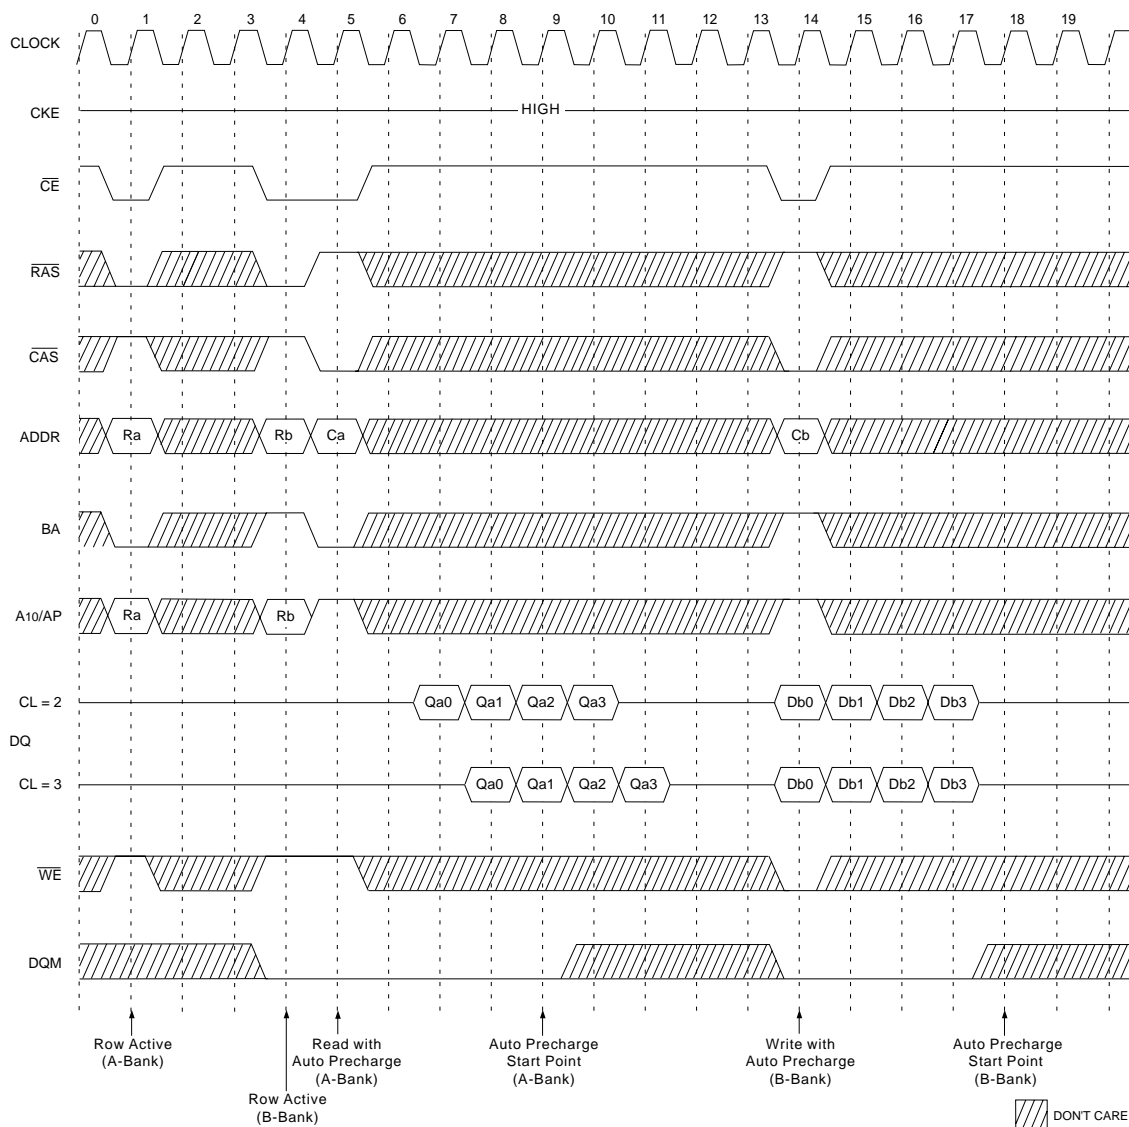 0 1 2 3 4 5 6 7 8 9 10 11 12 13 14 15 16 17 18 19
CLOCK
CKE
HIGH
CE
RAS
CAS
ADDR
Ra Rb Ca Cb
BA
A10/AP
Ra Rb
CL = 2
Qa0 Qa1 Qa2 Qa3 Db0 Db1 Db2 Db3
DQ
CL = 3
Qa0 Qa1 Qa2 Qa3 Db0 Db1 Db2 Db3
WE
DQM
Row Active
(A-Bank)
Row Active
(B-Bank)
Read with
Auto Precharge
(A-Bank)
Auto Precharge
Start Point
(A-Bank)
Write with
Auto Precharge
(B-Bank)
Auto Precharge
Start Point
(B-Bank)
DON'T CARE